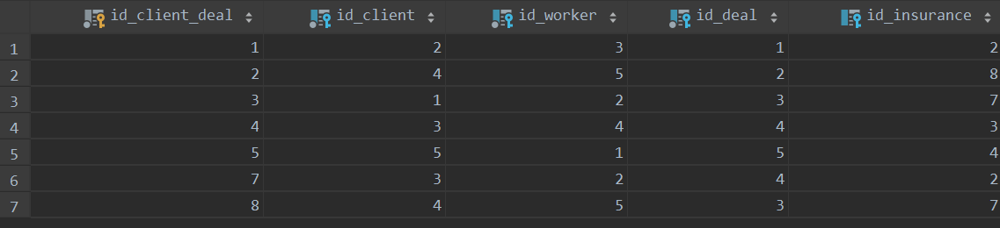 id_client_deal id_client id_worker id_deal id_insurance
1 1 2 3 1 2
2 2 4 5 2 8
3 3 1 2 3 7
4 4 3 4 4 3
5 5 5 1 5 4
6 7 3 2 4 2
7 8 4 5 3 7